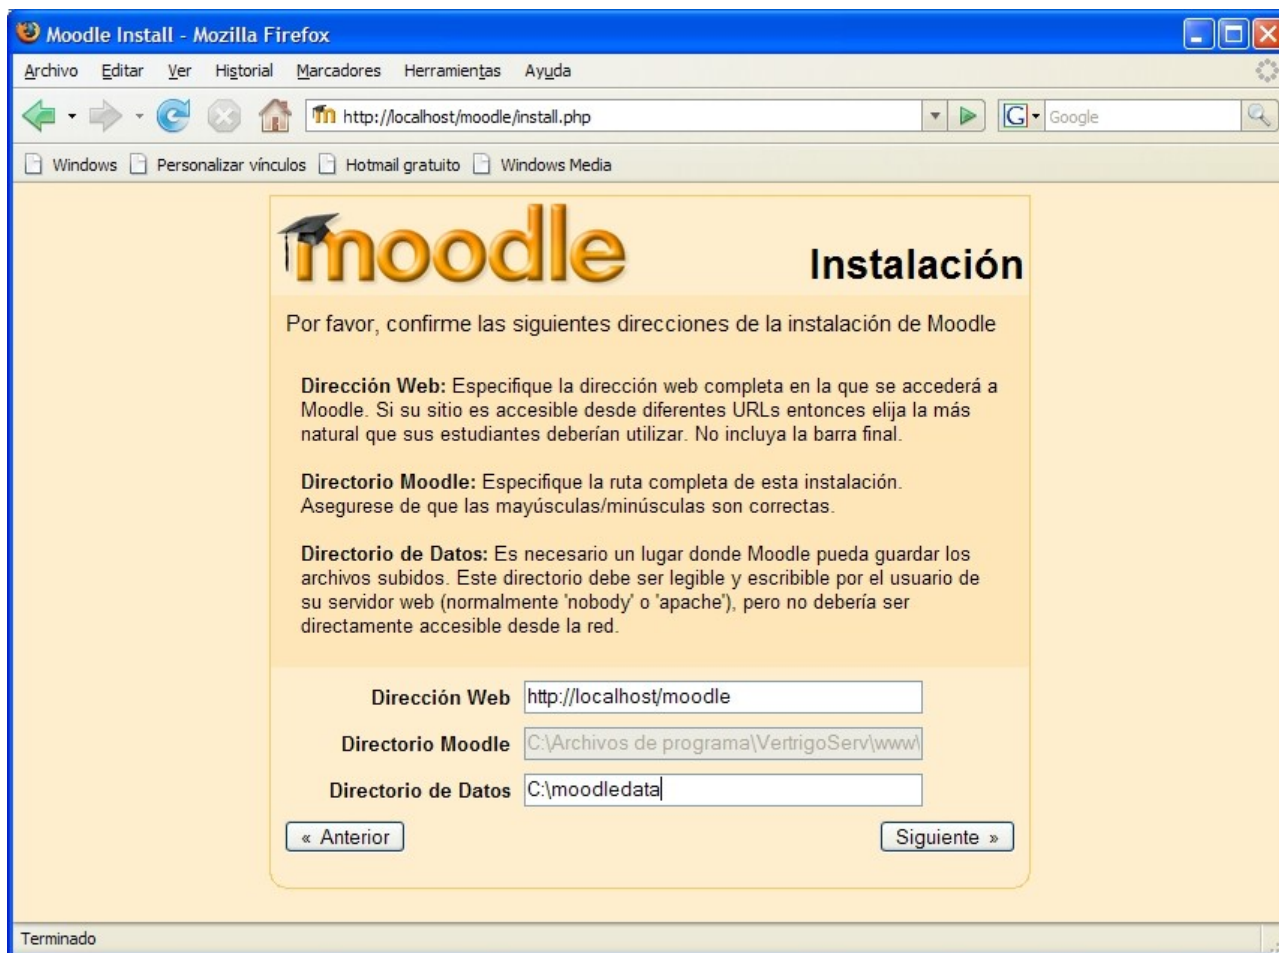 Moodle Install - Mozilla Firefox
Archivo Editar Ver Historial Marcadores Herramientas Ayuda
http://localhost/moodle/install.php G Google
Windows Personalizar vínculos Hotmail gratuito Windows Media
moodle
Instalación
Por favor, confirme las siguientes direcciones de la instalación de Moodle
Dirección Web: Especifique la dirección web completa en la que se accederá a
Moodle. Si su sitio es accesible desde diferentes URLs entonces elija la más
natural que sus estudiantes deberían utilizar. No incluya la barra final.
Directorio Moodle: Especifique la ruta completa de esta instalación.
Asegurese de que las mayúsculas/minúsculas son correctas.
Directorio de Datos: Es necesario un lugar donde Moodle pueda guardar los
archivos subidos. Este directorio debe ser legible y escribible por el usuario de
su servidor web (normalmente 'nobody' o 'apache'), pero no debería ser
directamente accesible desde la red.
Dirección Web http://localhost/moodle
Directorio Moodle C:\Archivos de programa\VertrigoServ\www\
Directorio de Datos C:\moodledata
« Anterior Siguiente »
Terminado